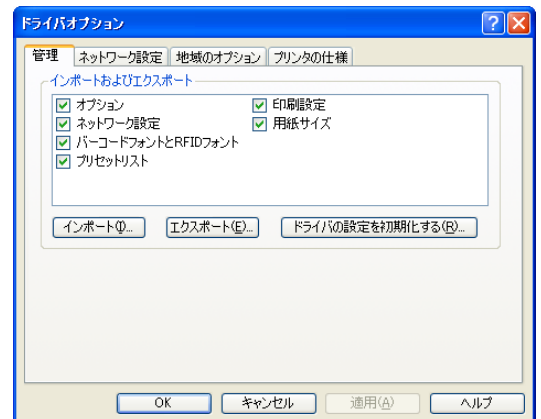 ドライバオプション
管理 ネットワーク設定 地域のオプション プリンタの仕様
インポートおよびエクスポート
オプション 印刷設定
ネットワーク設定 用紙サイズ
バーコードフォントとRFIDフォント
プリセットリスト
インポート(I)... エクスポート(E)... ドライバの設定を初期化する(R)...
OK キャンセル 適用(A) ヘルプ